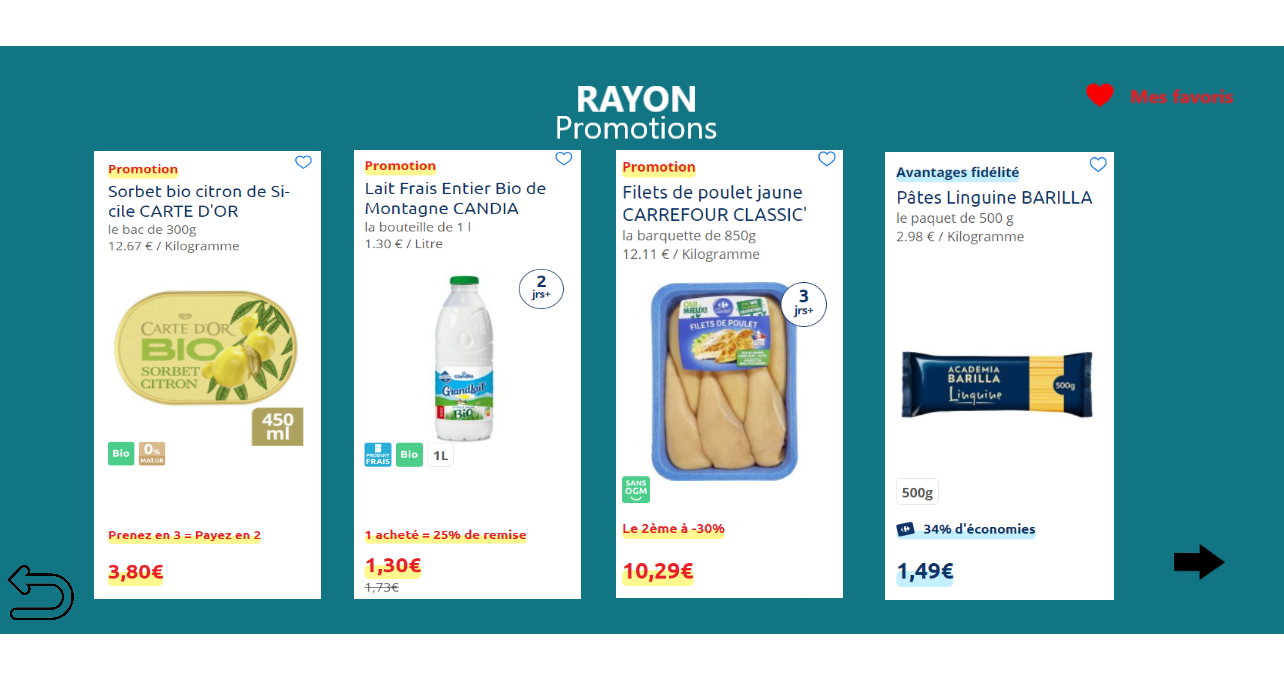 RAYON
Promotions
Mes favoris
Promotion
Sorbet bio citron de Si-
cile CARTE D'OR
le bac de 300g
12.67 € / Kilogramme
CARTE D'OR
BIO
SORBET
CITRON
450
ml
Bio
0%
MAT.GR
Prenez en 3 = Payez en 2
3,80€
Promotion
Lait Frais Entier Bio de
Montagne CANDIA
la bouteille de 1 l
1.30 € / Litre
2
jrs+
candia
Grandlait
Bio
PRODUIT
FRAIS
Bio
1L
1 acheté = 25% de remise
1,30€
1,73€
Promotion
Filets de poulet jaune
CARREFOUR CLASSIC'
la barquette de 850g
12.11 € / Kilogramme
3
jrs+
FILETS DE POULET
SANS
OGM
Le 2ème à -30%
10,29€
Avantages fidélité
Pâtes Linguine BARILLA
le paquet de 500 g
2.98 € / Kilogramme
ACADEMIA
BARILLA
Linguine
500g
500g
34% d'économies
1,49€